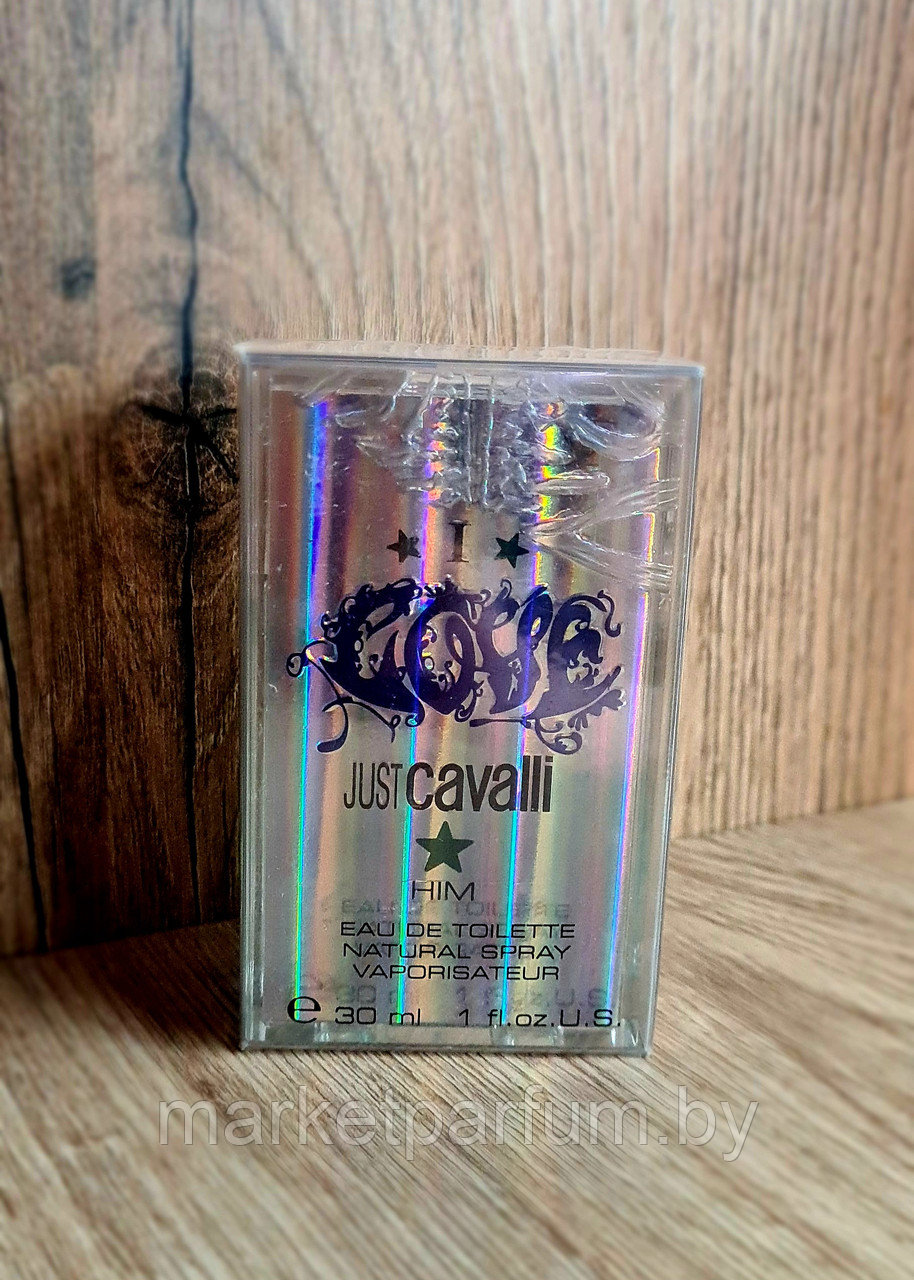 ★ I ★
LOVE
JUST cavalli
★
HIM
EAU DE TOILETTE
NATURAL SPRAY
VAPORISATEUR
e 30 ml 1 fl.oz.U.S.
marketparfum.by